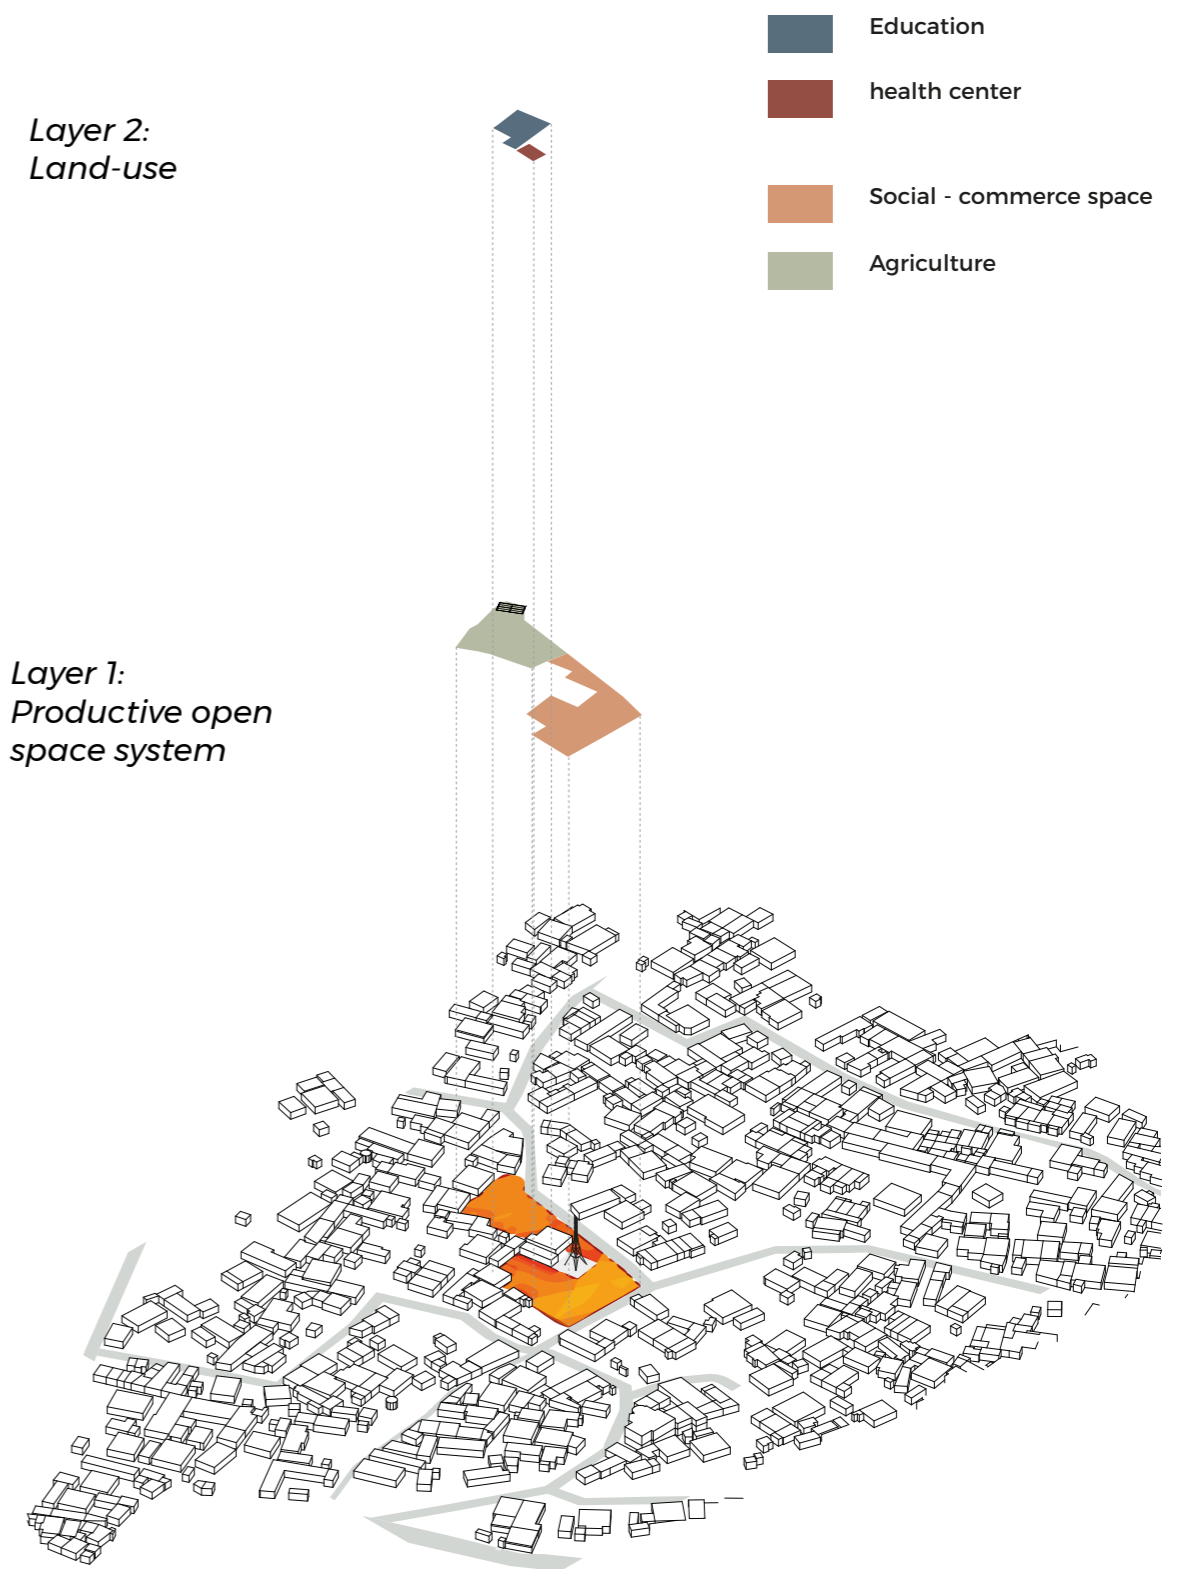 Education
health center
Layer 2:
Land-use
Social - commerce space
Agriculture
Layer 1:
Productive open
space system